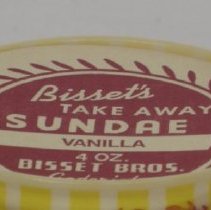 Bisset's
TAKE AWAY
SUNDAE
VANILLA
4 OZ.
BISSET BROS.